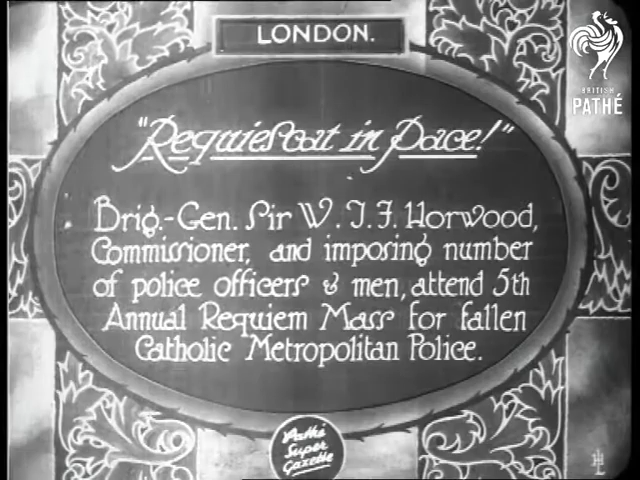 LONDON.
BRITISH
PATHÉ
"Requiescat in Pace!"
Brig.-Gen. Sir W. T. F. Horwood,
Commissioner, and imposing number
of police officers & men, attend 5th
Annual Requiem Mass for fallen
Catholic Metropolitan Police.
Pathé
Super
Gazette